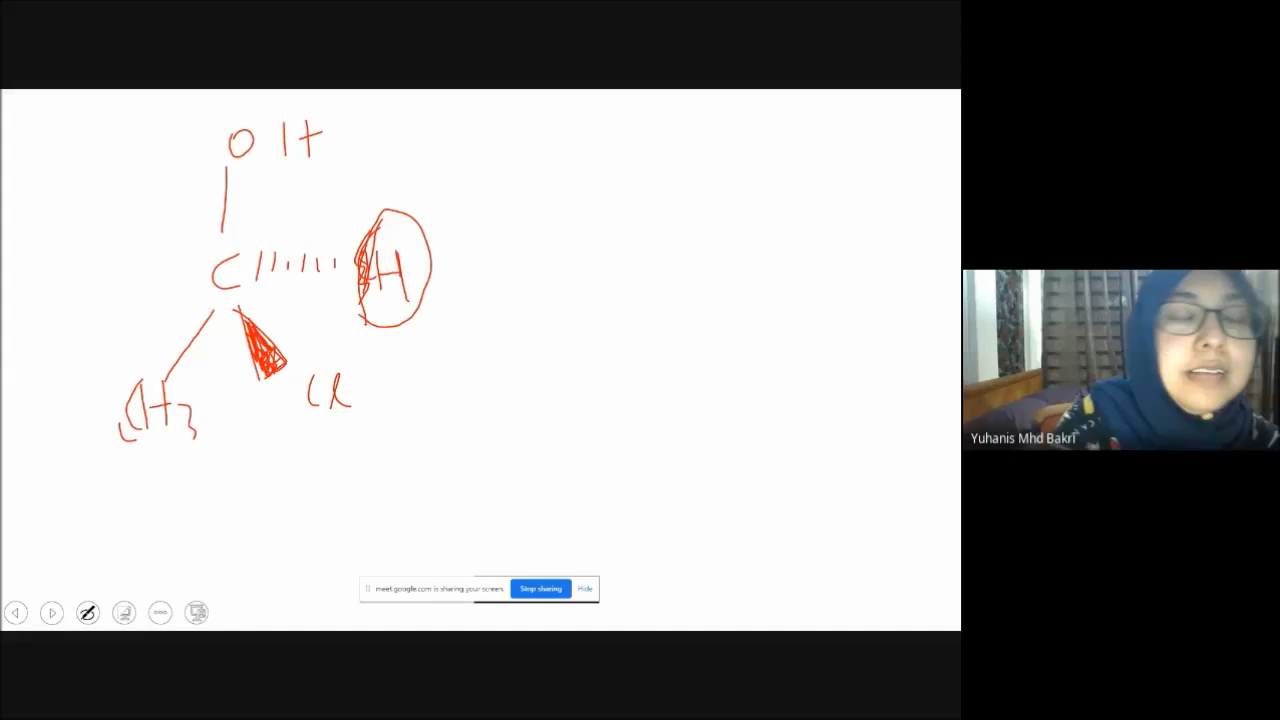 OH
C H
CH3 Cl
meet.google.com is sharing your screen. Stop sharing Hide
Yuhanis Mhd Bakri